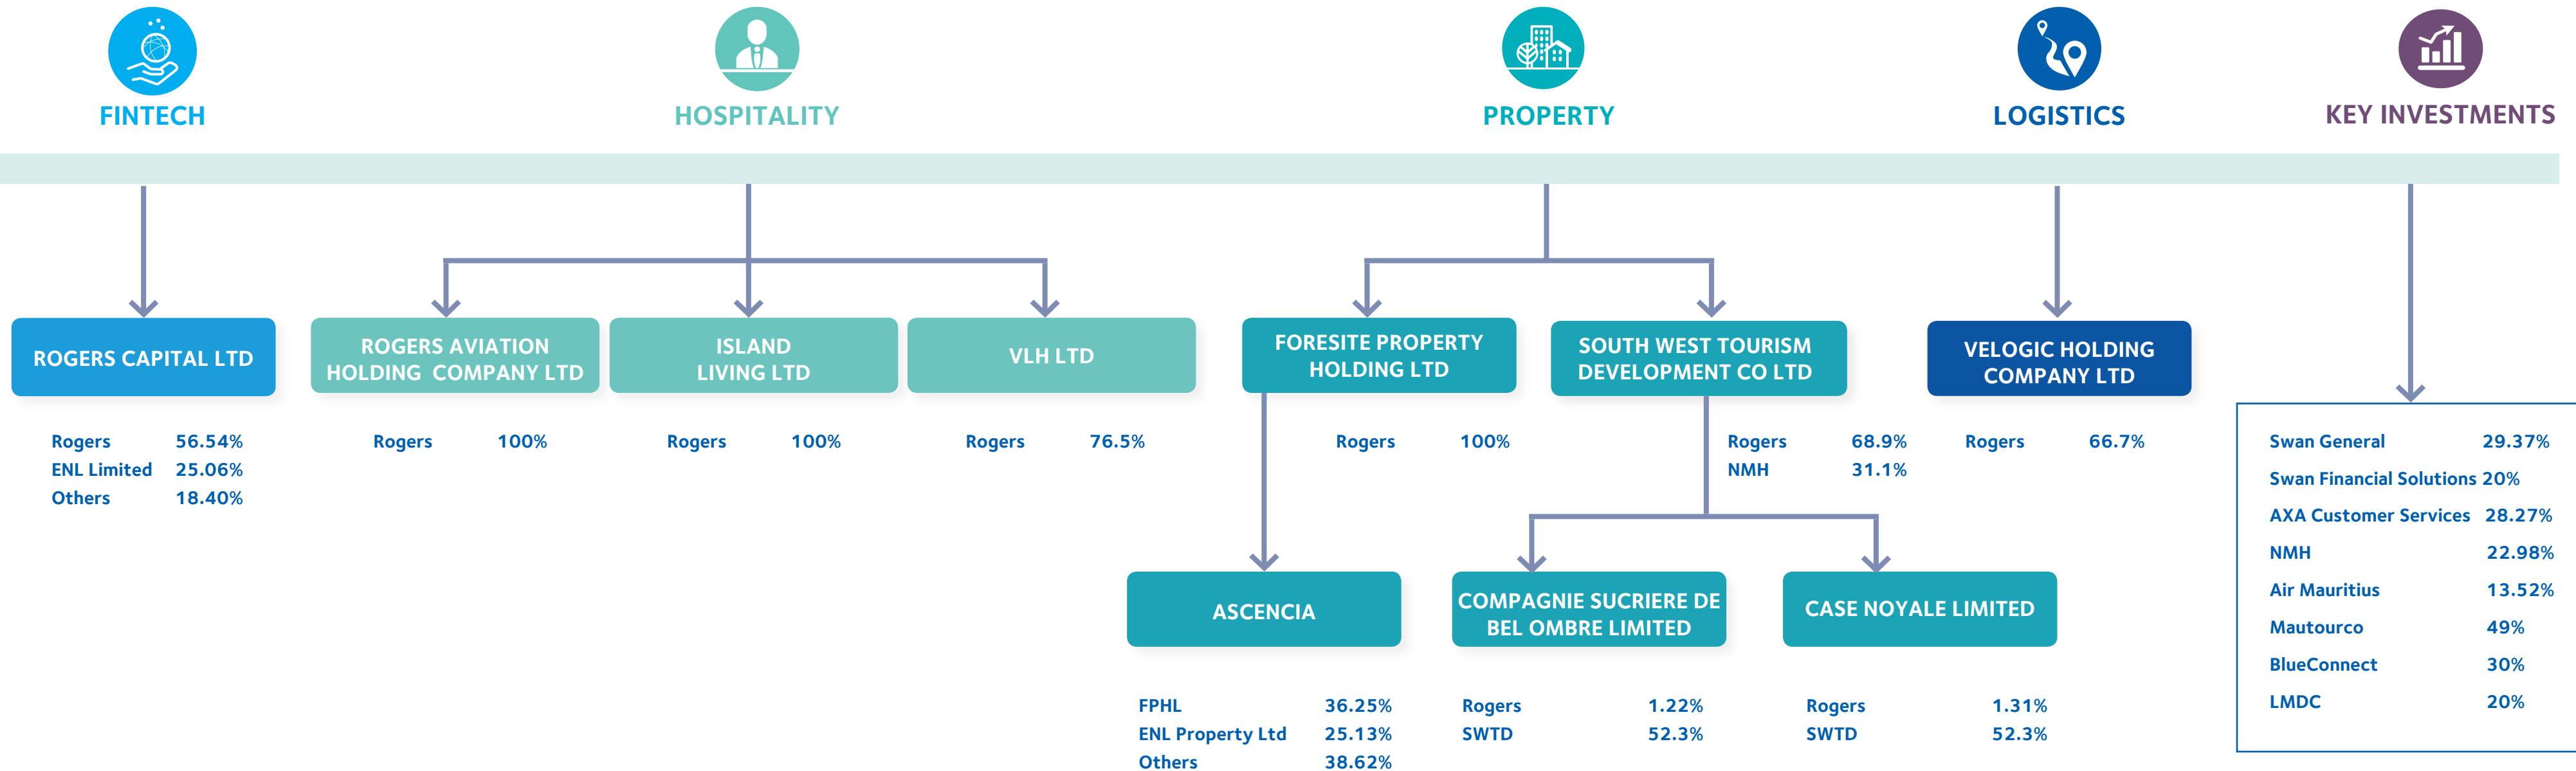 FINTECH
HOSPITALITY
PROPERTY
LOGISTICS
KEY INVESTMENTS
ROGERS CAPITAL LTD
Rogers 56.54%
ENL Limited 25.06%
Others 18.40%
ROGERS AVIATION
HOLDING COMPANY LTD
Rogers 100%
ISLAND
LIVING LTD
Rogers 100%
VLH LTD
Rogers 76.5%
FORESITE PROPERTY
HOLDING LTD
Rogers 100%
SOUTH WEST TOURISM
DEVELOPMENT CO LTD
Rogers 68.9%
NMH 31.1%
VELOGIC HOLDING
COMPANY LTD
Rogers 66.7%
ASCENCIA
FPHL 36.25%
ENL Property Ltd 25.13%
Others 38.62%
COMPAGNIE SUCRIERE DE
BEL OMBRE LIMITED
Rogers 1.22%
SWTD 52.3%
CASE NOYALE LIMITED
Rogers 1.31%
SWTD 52.3%
Swan General 29.37%
Swan Financial Solutions 20%
AXA Customer Services 28.27%
NMH 22.98%
Air Mauritius 13.52%
Mautourco 49%
BlueConnect 30%
LMDC 20%